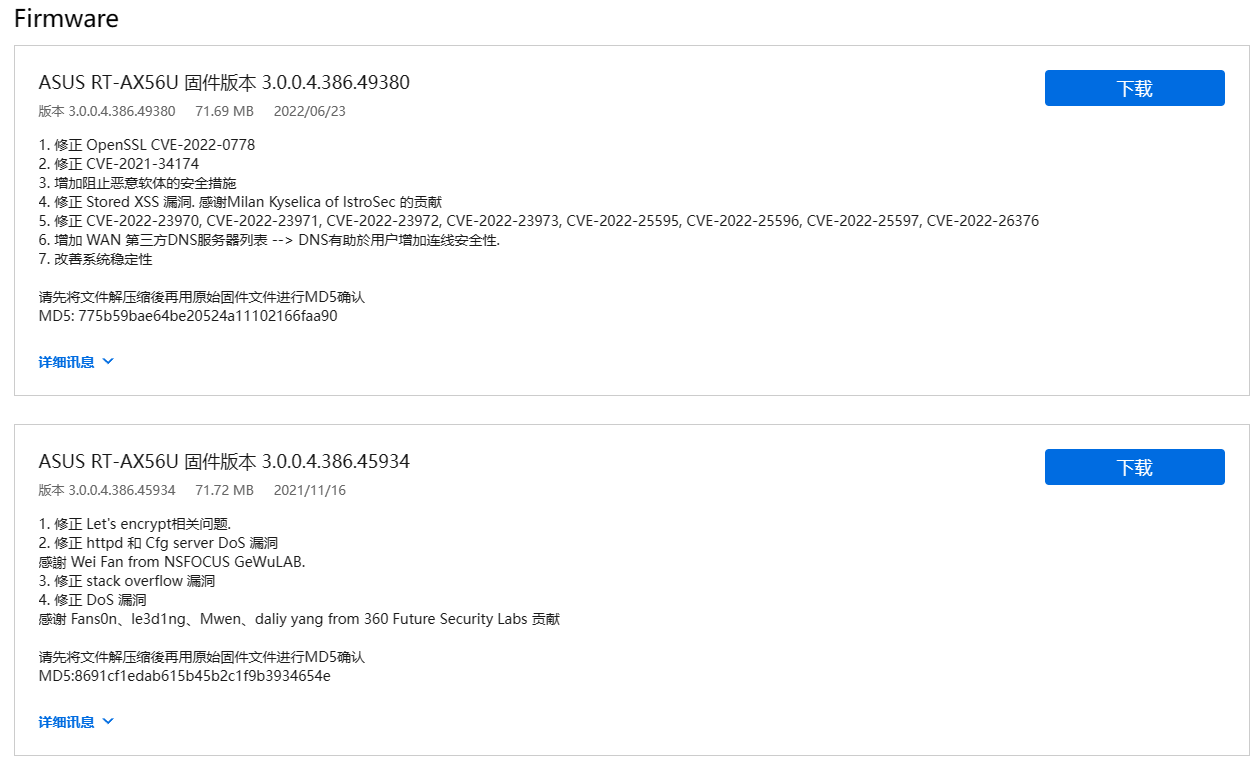 Firmware
ASUS RT-AX56U 固件版本 3.0.0.4.386.49380
下载
版本 3.0.0.4.386.49380 71.69 MB 2022/06/23
1. 修正 OpenSSL CVE-2022-0778
2. 修正 CVE-2021-34174
3. 增加阻止恶意软体的安全措施
4. 修正 Stored XSS 漏洞. 感谢Milan Kyselica of IstroSec 的贡献
5. 修正 CVE-2022-23970, CVE-2022-23971, CVE-2022-23972, CVE-2022-23973, CVE-2022-25595, CVE-2022-25596, CVE-2022-25597, CVE-2022-26376
6. 增加 WAN 第三方DNS服务器列表 --> DNS有助於用户增加连线安全性.
7. 改善系统稳定性
请先将文件解压缩後再用原始固件文件进行MD5确认
MD5: 775b59bae64be20524a11102166faa90
详细讯息
ASUS RT-AX56U 固件版本 3.0.0.4.386.45934
下载
版本 3.0.0.4.386.45934 71.72 MB 2021/11/16
1. 修正 Let's encrypt相关问题.
2. 修正 httpd 和 Cfg server DoS 漏洞
感謝 Wei Fan from NSFOCUS GeWuLAB.
3. 修正 stack overflow 漏洞
4. 修正 DoS 漏洞
感谢 Fans0n、le3d1ng、Mwen、daliy yang from 360 Future Security Labs 贡献
请先将文件解压缩後再用原始固件文件进行MD5确认
MD5:8691cf1edab615b45b2c1f9b3934654e
详细讯息